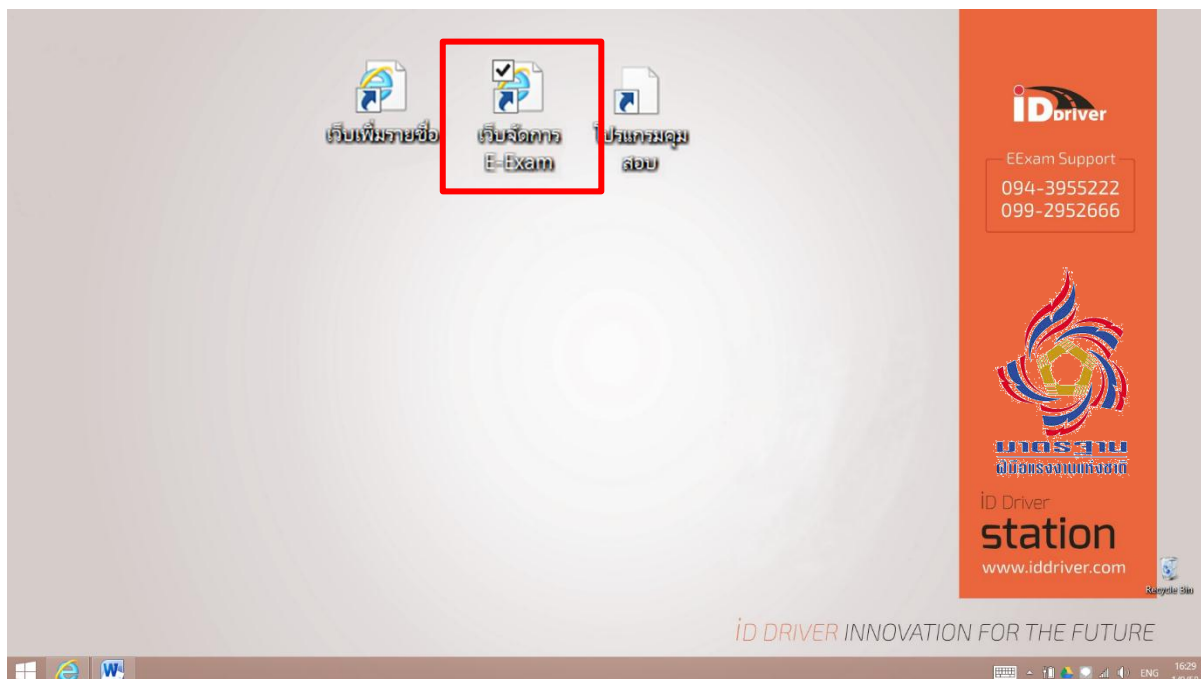 เว็บเพิ่มรายชื่อ
เว็บจัดการ
E-Exam
โปรแกรมคุม
สอบ
iDDriver
EExam Support
094-3955222
099-2952666
มาตรฐาน
ฝีมือแรงงานแห่งชาติ
iD Driver
station
www.iddriver.com
Recycle Bin
iD DRIVER INNOVATION FOR THE FUTURE
W
ENG
16:29